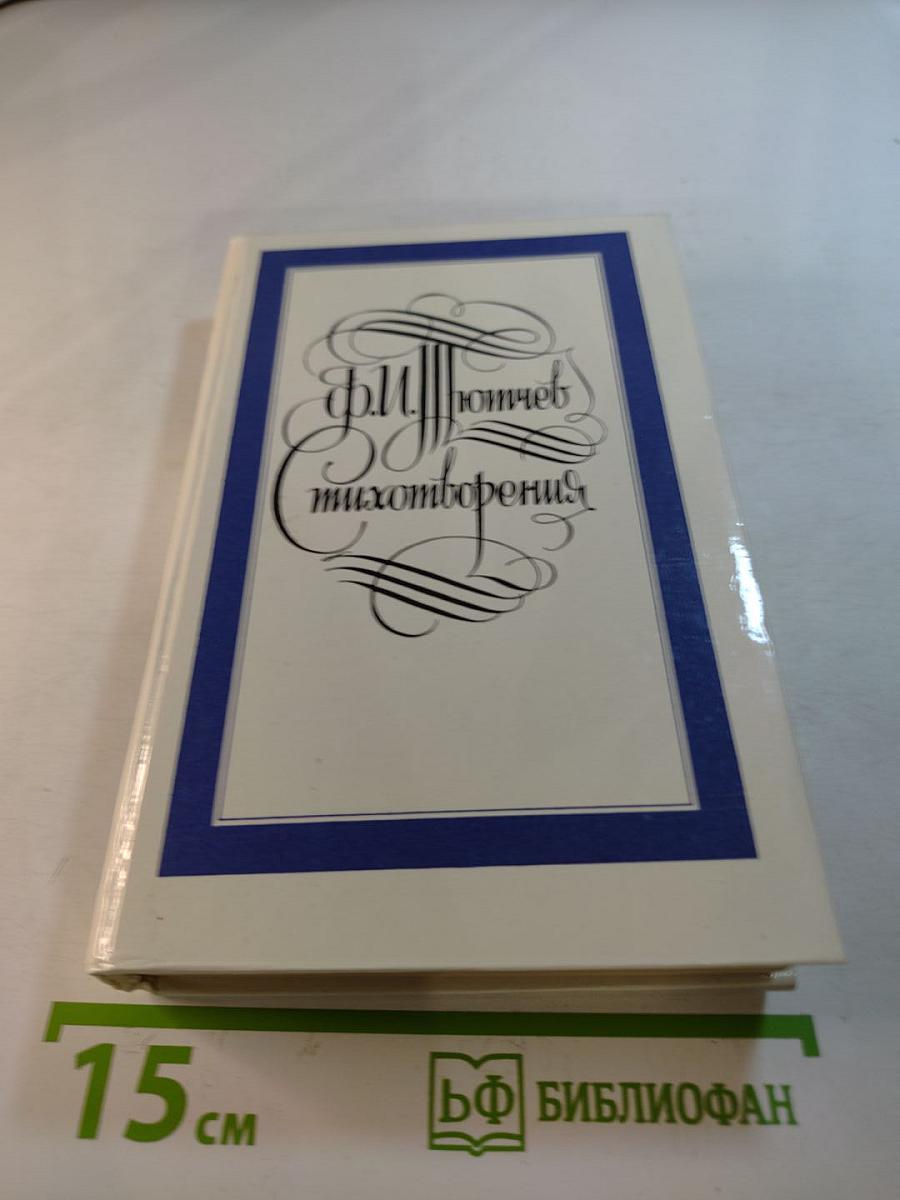 Ф.И. Тютчев
Стихотворения
15 см
БФ БИБЛИОФАН